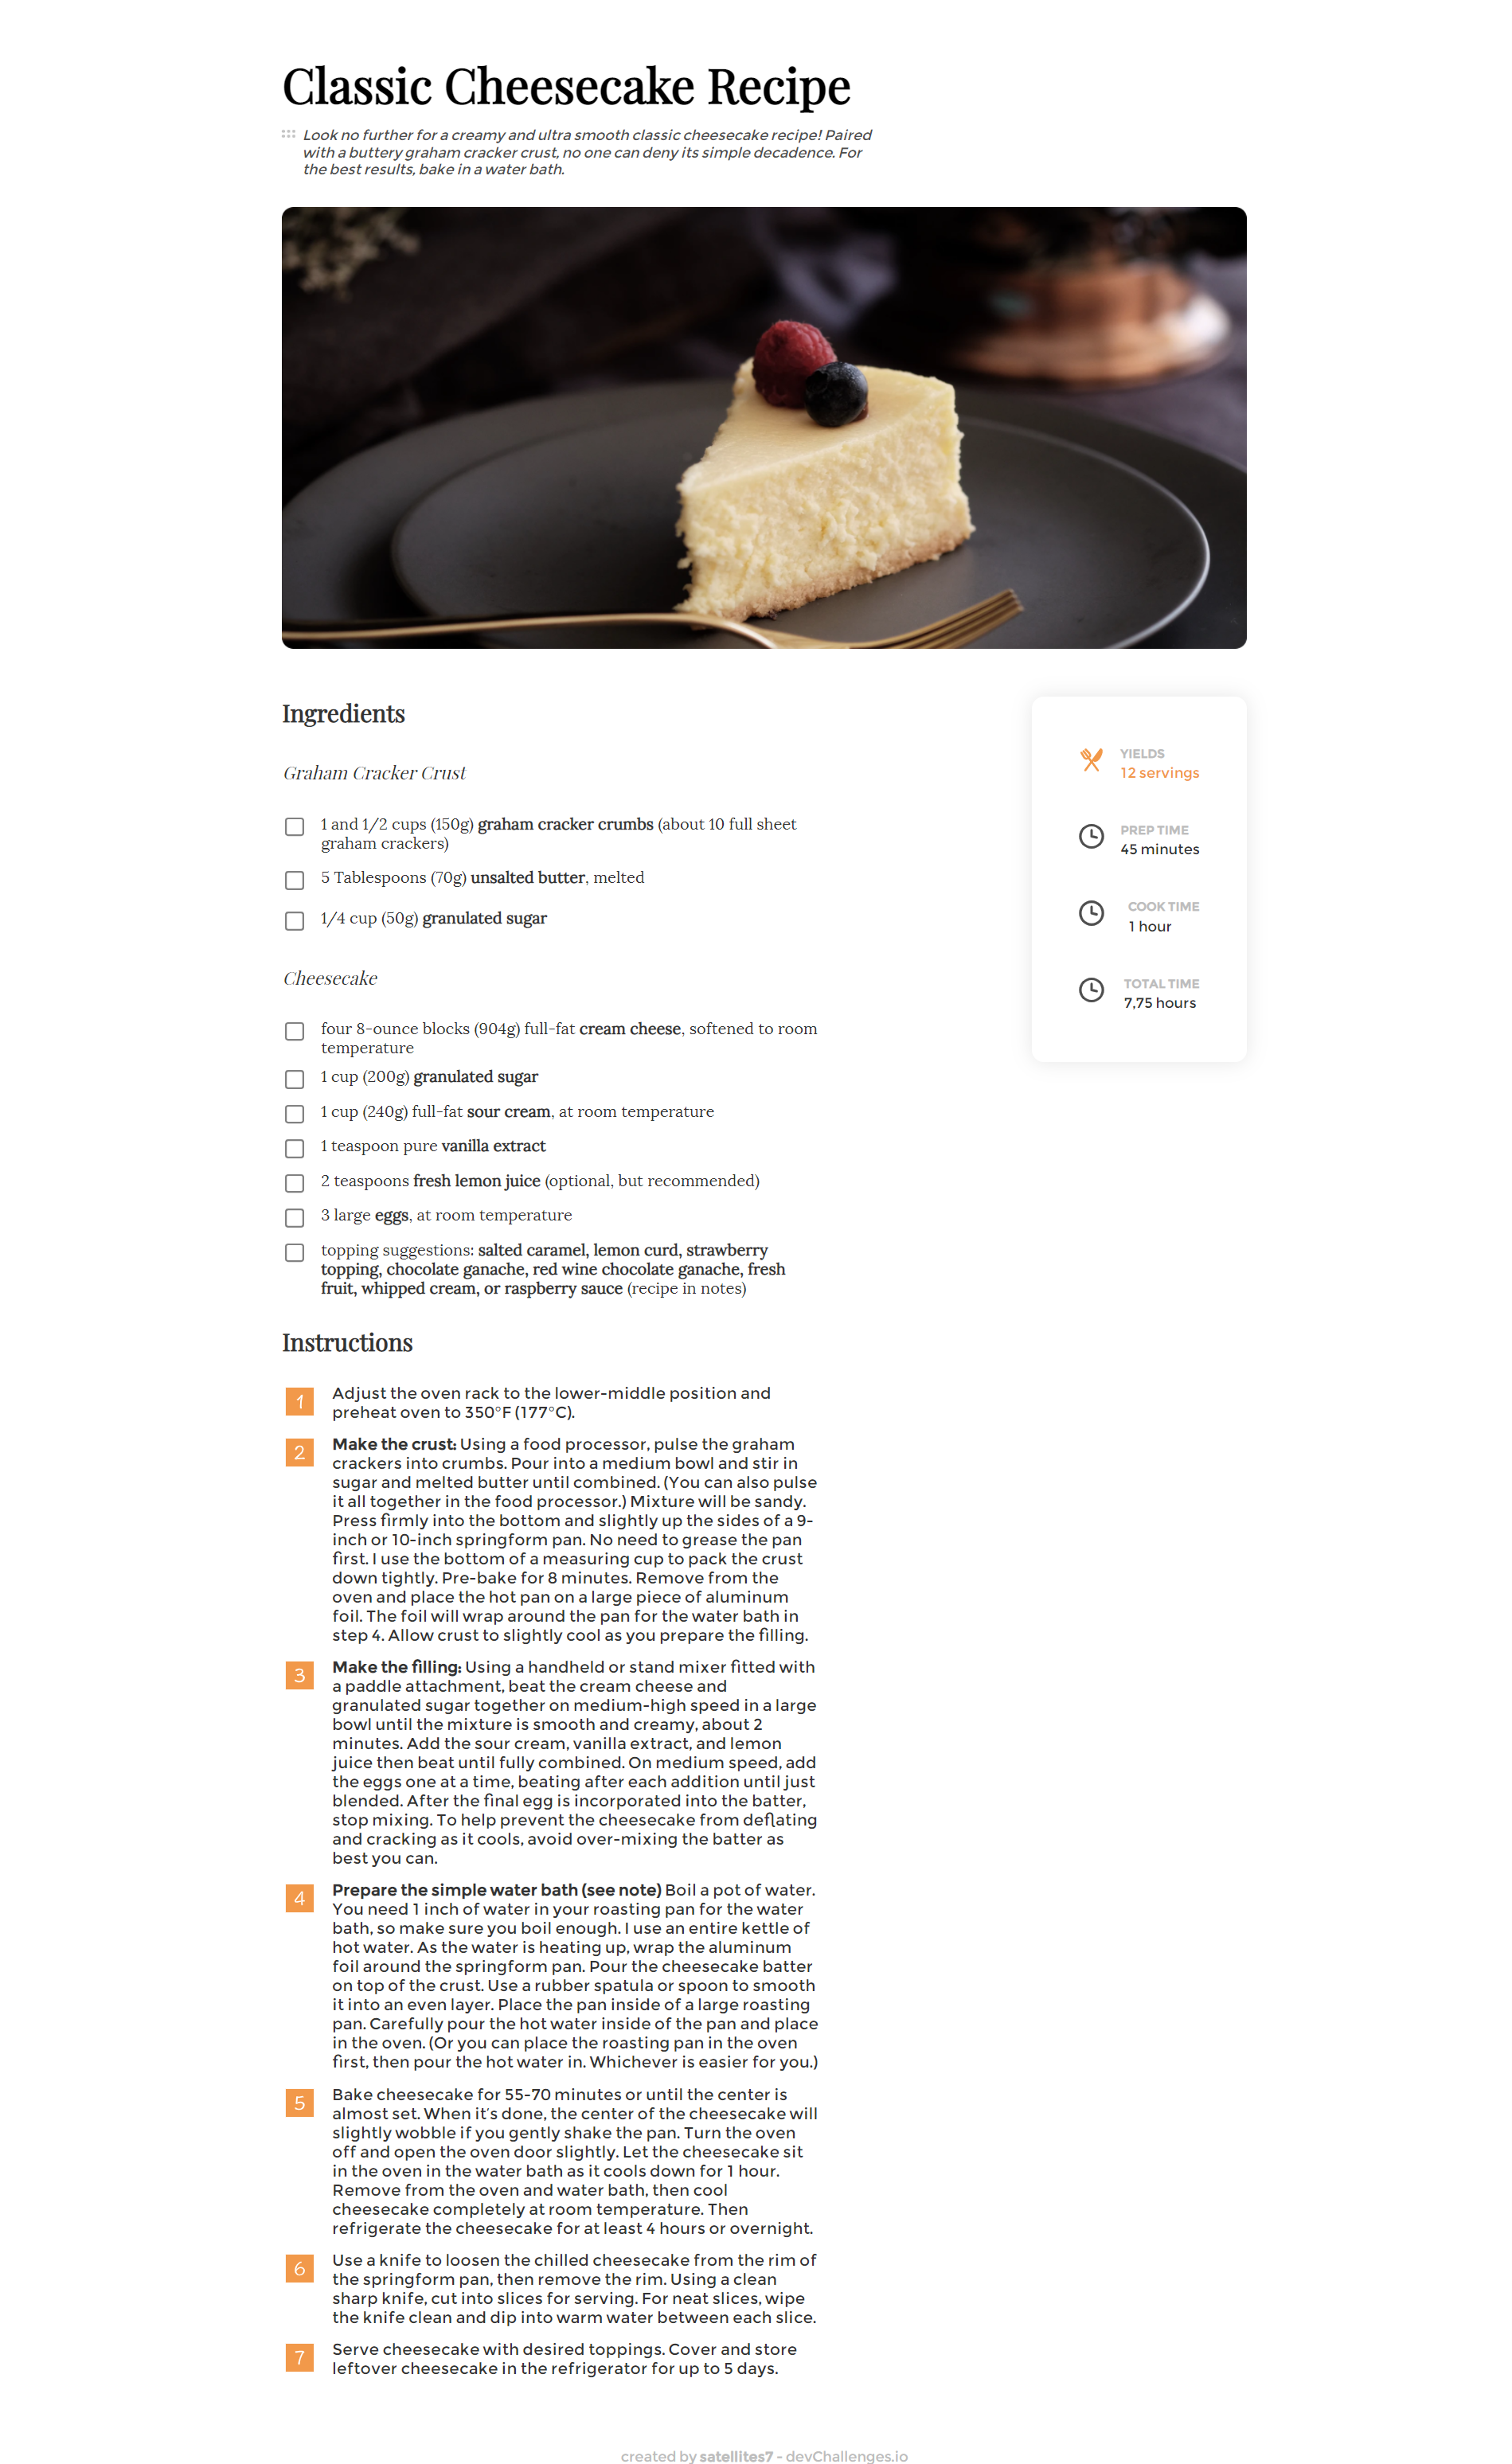 Classic Cheesecake Recipe
Look no further for a creamy and ultra smooth classic cheesecake recipe! Paired
with a buttery graham cracker crust, no one can deny its simple decadence. For
the best results, bake in a water bath.
Ingredients
Graham Cracker Crust
1 and 1/2 cups (150g) graham cracker crumbs (about 10 full sheet
graham crackers)
5 Tablespoons (70g) unsalted butter, melted
1/4 cup (50g) granulated sugar
Cheesecake
four 8-ounce blocks (904g) full-fat cream cheese, softened to room
temperature
1 cup (200g) granulated sugar
1 cup (240g) full-fat sour cream, at room temperature
1 teaspoon pure vanilla extract
2 teaspoons fresh lemon juice (optional, but recommended)
3 large eggs, at room temperature
topping suggestions: salted caramel, lemon curd, strawberry
topping, chocolate ganache, red wine chocolate ganache, fresh
fruit, whipped cream, or raspberry sauce (recipe in notes)
YIELDS
12 servings
PREP TIME
45 minutes
COOK TIME
1 hour
TOTAL TIME
7,75 hours
Instructions
1 Adjust the oven rack to the lower-middle position and
preheat oven to 350°F (177°C).
2 Make the crust: Using a food processor, pulse the graham
crackers into crumbs. Pour into a medium bowl and stir in
sugar and melted butter until combined. (You can also pulse
it all together in the food processor.) Mixture will be sandy.
Press firmly into the bottom and slightly up the sides of a 9-
inch or 10-inch springform pan. No need to grease the pan
first. I use the bottom of a measuring cup to pack the crust
down tightly. Pre-bake for 8 minutes. Remove from the
oven and place the hot pan on a large piece of aluminum
foil. The foil will wrap around the pan for the water bath in
step 4. Allow crust to slightly cool as you prepare the filling.
3 Make the filling: Using a handheld or stand mixer fitted with
a paddle attachment, beat the cream cheese and
granulated sugar together on medium-high speed in a large
bowl until the mixture is smooth and creamy, about 2
minutes. Add the sour cream, vanilla extract, and lemon
juice then beat until fully combined. On medium speed, add
the eggs one at a time, beating after each addition until just
blended. After the final egg is incorporated into the batter,
stop mixing. To help prevent the cheesecake from deflating
and cracking as it cools, avoid over-mixing the batter as
best you can.
4 Prepare the simple water bath (see note) Boil a pot of water.
You need 1 inch of water in your roasting pan for the water
bath, so make sure you boil enough. I use an entire kettle of
hot water. As the water is heating up, wrap the aluminum
foil around the springform pan. Pour the cheesecake batter
on top of the crust. Use a rubber spatula or spoon to smooth
it into an even layer. Place the pan inside of a large roasting
pan. Carefully pour the hot water inside of the pan and place
in the oven. (Or you can place the roasting pan in the oven
first, then pour the hot water in. Whichever is easier for you.)
5 Bake cheesecake for 55-70 minutes or until the center is
almost set. When it's done, the center of the cheesecake will
slightly wobble if you gently shake the pan. Turn the oven
off and open the oven door slightly. Let the cheesecake sit
in the oven in the water bath as it cools down for 1 hour.
Remove from the oven and water bath, then cool
cheesecake completely at room temperature. Then
refrigerate the cheesecake for at least 4 hours or overnight.
6 Use a knife to loosen the chilled cheesecake from the rim of
the springform pan, then remove the rim. Using a clean
sharp knife, cut into slices for serving. For neat slices, wipe
the knife clean and dip into warm water between each slice.
7 Serve cheesecake with desired toppings. Cover and store
leftover cheesecake in the refrigerator for up to 5 days.
created by satellites7 - devChallenges.io